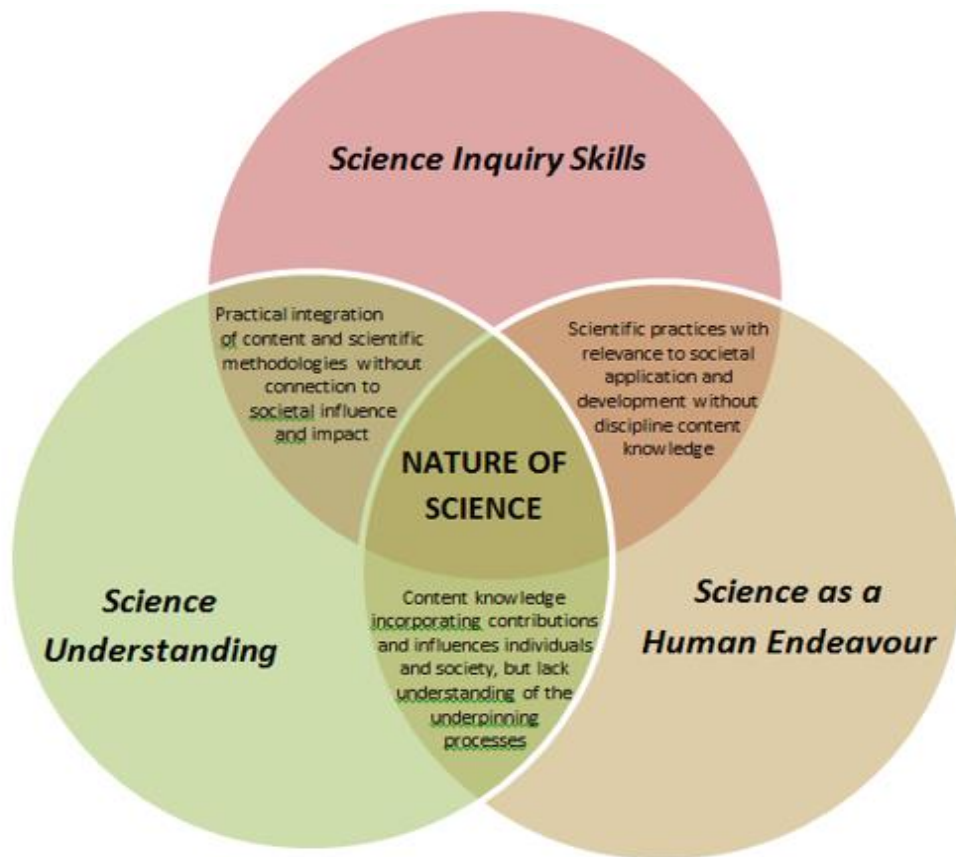 Science Inquiry Skills
Practical integration
of content and scientific
methodologies without
connection to
societal influence
and impact
Scientific practices with
relevance to societal
application and
development without
discipline content
knowledge
NATURE OF
SCIENCE
Science
Understanding
Content knowledge
incorporating contributions
and influences individuals
and society, but lack
understanding of the
underpinning
processes
Science as a
Human Endeavour